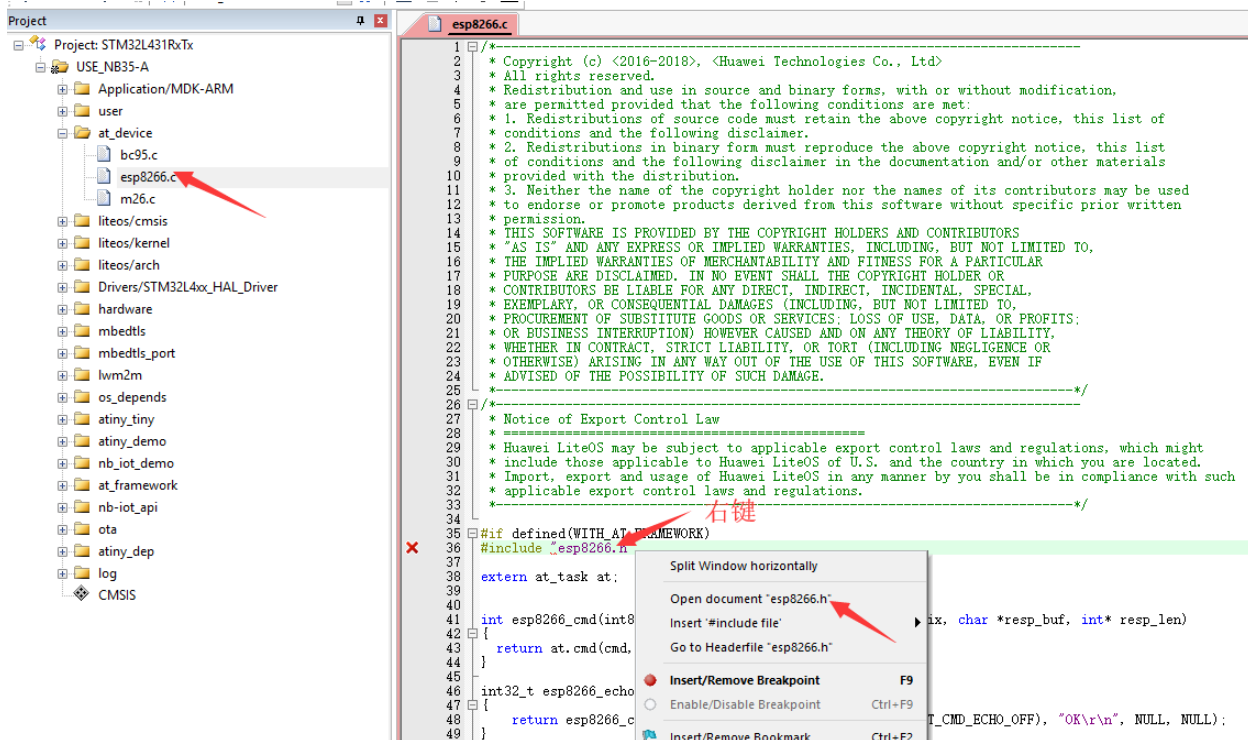 Project
Project: STM32L431RxTx
USE_NB35-A
Application/MDK-ARM
user
at_device
bc95.c
esp8266.c
m26.c
liteos/cmsis
liteos/kernel
liteos/arch
Drivers/STM32L4xx_HAL_Driver
hardware
mbedtls
mbedtls_port
lwm2m
os_depends
atiny_tiny
atiny_demo
nb_iot_demo
at_framework
nb-iot_api
ota
atiny_dep
log
CMSIS
esp8266.c
1 /*---------------------------------------------------------------------------
2 * Copyright (c) <2016-2018>, <Huawei Technologies Co., Ltd>
3 * All rights reserved.
4 * Redistribution and use in source and binary forms, with or without modification,
5 * are permitted provided that the following conditions are met:
6 * 1. Redistributions of source code must retain the above copyright notice, this list of
7 * conditions and the following disclaimer.
8 * 2. Redistributions in binary form must reproduce the above copyright notice, this list
9 * of conditions and the following disclaimer in the documentation and/or other materials
10 * provided with the distribution.
11 * 3. Neither the name of the copyright holder nor the names of its contributors may be used
12 * to endorse or promote products derived from this software without specific prior written
13 * permission.
14 * THIS SOFTWARE IS PROVIDED BY THE COPYRIGHT HOLDERS AND CONTRIBUTORS
15 * "AS IS" AND ANY EXPRESS OR IMPLIED WARRANTIES, INCLUDING, BUT NOT LIMITED TO,
16 * THE IMPLIED WARRANTIES OF MERCHANTABILITY AND FITNESS FOR A PARTICULAR
17 * PURPOSE ARE DISCLAIMED. IN NO EVENT SHALL THE COPYRIGHT HOLDER OR
18 * CONTRIBUTORS BE LIABLE FOR ANY DIRECT, INDIRECT, INCIDENTAL, SPECIAL,
19 * EXEMPLARY, OR CONSEQUENTIAL DAMAGES (INCLUDING, BUT NOT LIMITED TO,
20 * PROCUREMENT OF SUBSTITUTE GOODS OR SERVICES; LOSS OF USE, DATA, OR PROFITS;
21 * OR BUSINESS INTERRUPTION) HOWEVER CAUSED AND ON ANY THEORY OF LIABILITY,
22 * WHETHER IN CONTRACT, STRICT LIABILITY, OR TORT (INCLUDING NEGLIGENCE OR
23 * OTHERWISE) ARISING IN ANY WAY OUT OF THE USE OF THIS SOFTWARE, EVEN IF
24 * ADVISED OF THE POSSIBILITY OF SUCH DAMAGE.
25 *---------------------------------------------------------------------------*/
26 /*---------------------------------------------------------------------------
27 * Notice of Export Control Law
28 * ===============================================
29 * Huawei LiteOS may be subject to applicable export control laws and regulations, which might
30 * include those applicable to Huawei LiteOS of U.S. and the country in which you are located.
31 * Import, export and usage of Huawei LiteOS in any manner by you shall be in compliance with such
32 * applicable export control laws and regulations.
33 *---------------------------------------------------------------------------*/
34
右键
35 #if defined(WITH_AT_FRAMEWORK)
36 #include "esp8266.h
37
38 extern at_task at;
39
40
41 int esp8266_cmd(int8 ix, char *resp_buf, int* resp_len)
42 {
43 return at.cmd(cmd,
44 }
45
46 int32_t esp8266_echo
47 {
48 return esp8266_c T_CMD_ECHO_OFF), "OK\r\n", NULL, NULL);
49 }
Split Window horizontally
Open document "esp8266.h"
Insert '#include file'
Go to Headerfile "esp8266.h"
Insert/Remove Breakpoint F9
Enable/Disable Breakpoint Ctrl+F9
Insert/Remove Bookmark Ctrl+F2